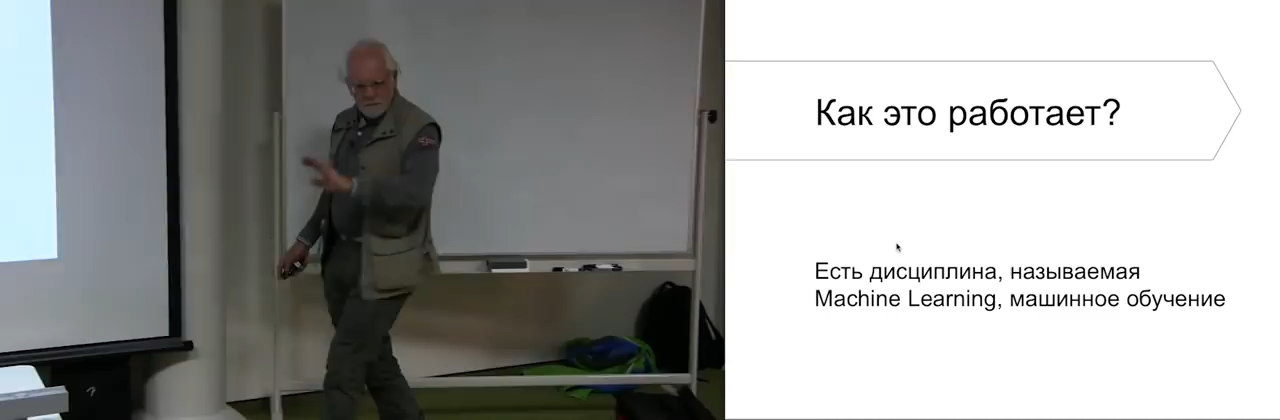 Как это работает?
Есть дисциплина, называемая
Machine Learning, машинное обучение